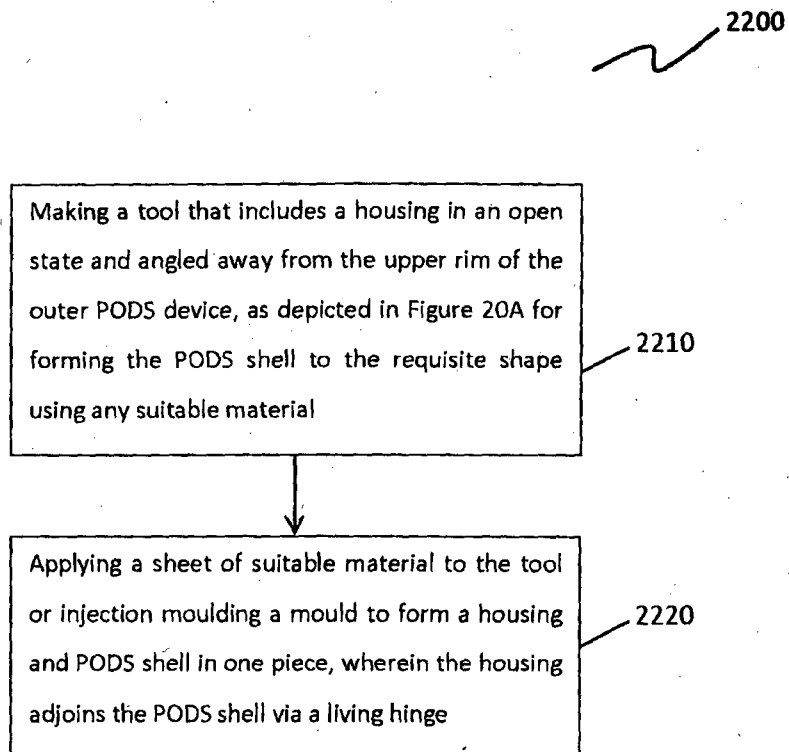 2200
Making a tool that includes a housing in an open
state and angled away from the upper rim of the
outer PODS device, as depicted in Figure 20A for
forming the PODS shell to the requisite shape
using any suitable material
2210
Applying a sheet of suitable material to the tool
or injection moulding a mould to form a housing
and PODS shell in one piece, wherein the housing
adjoins the PODS shell via a living hinge
2220